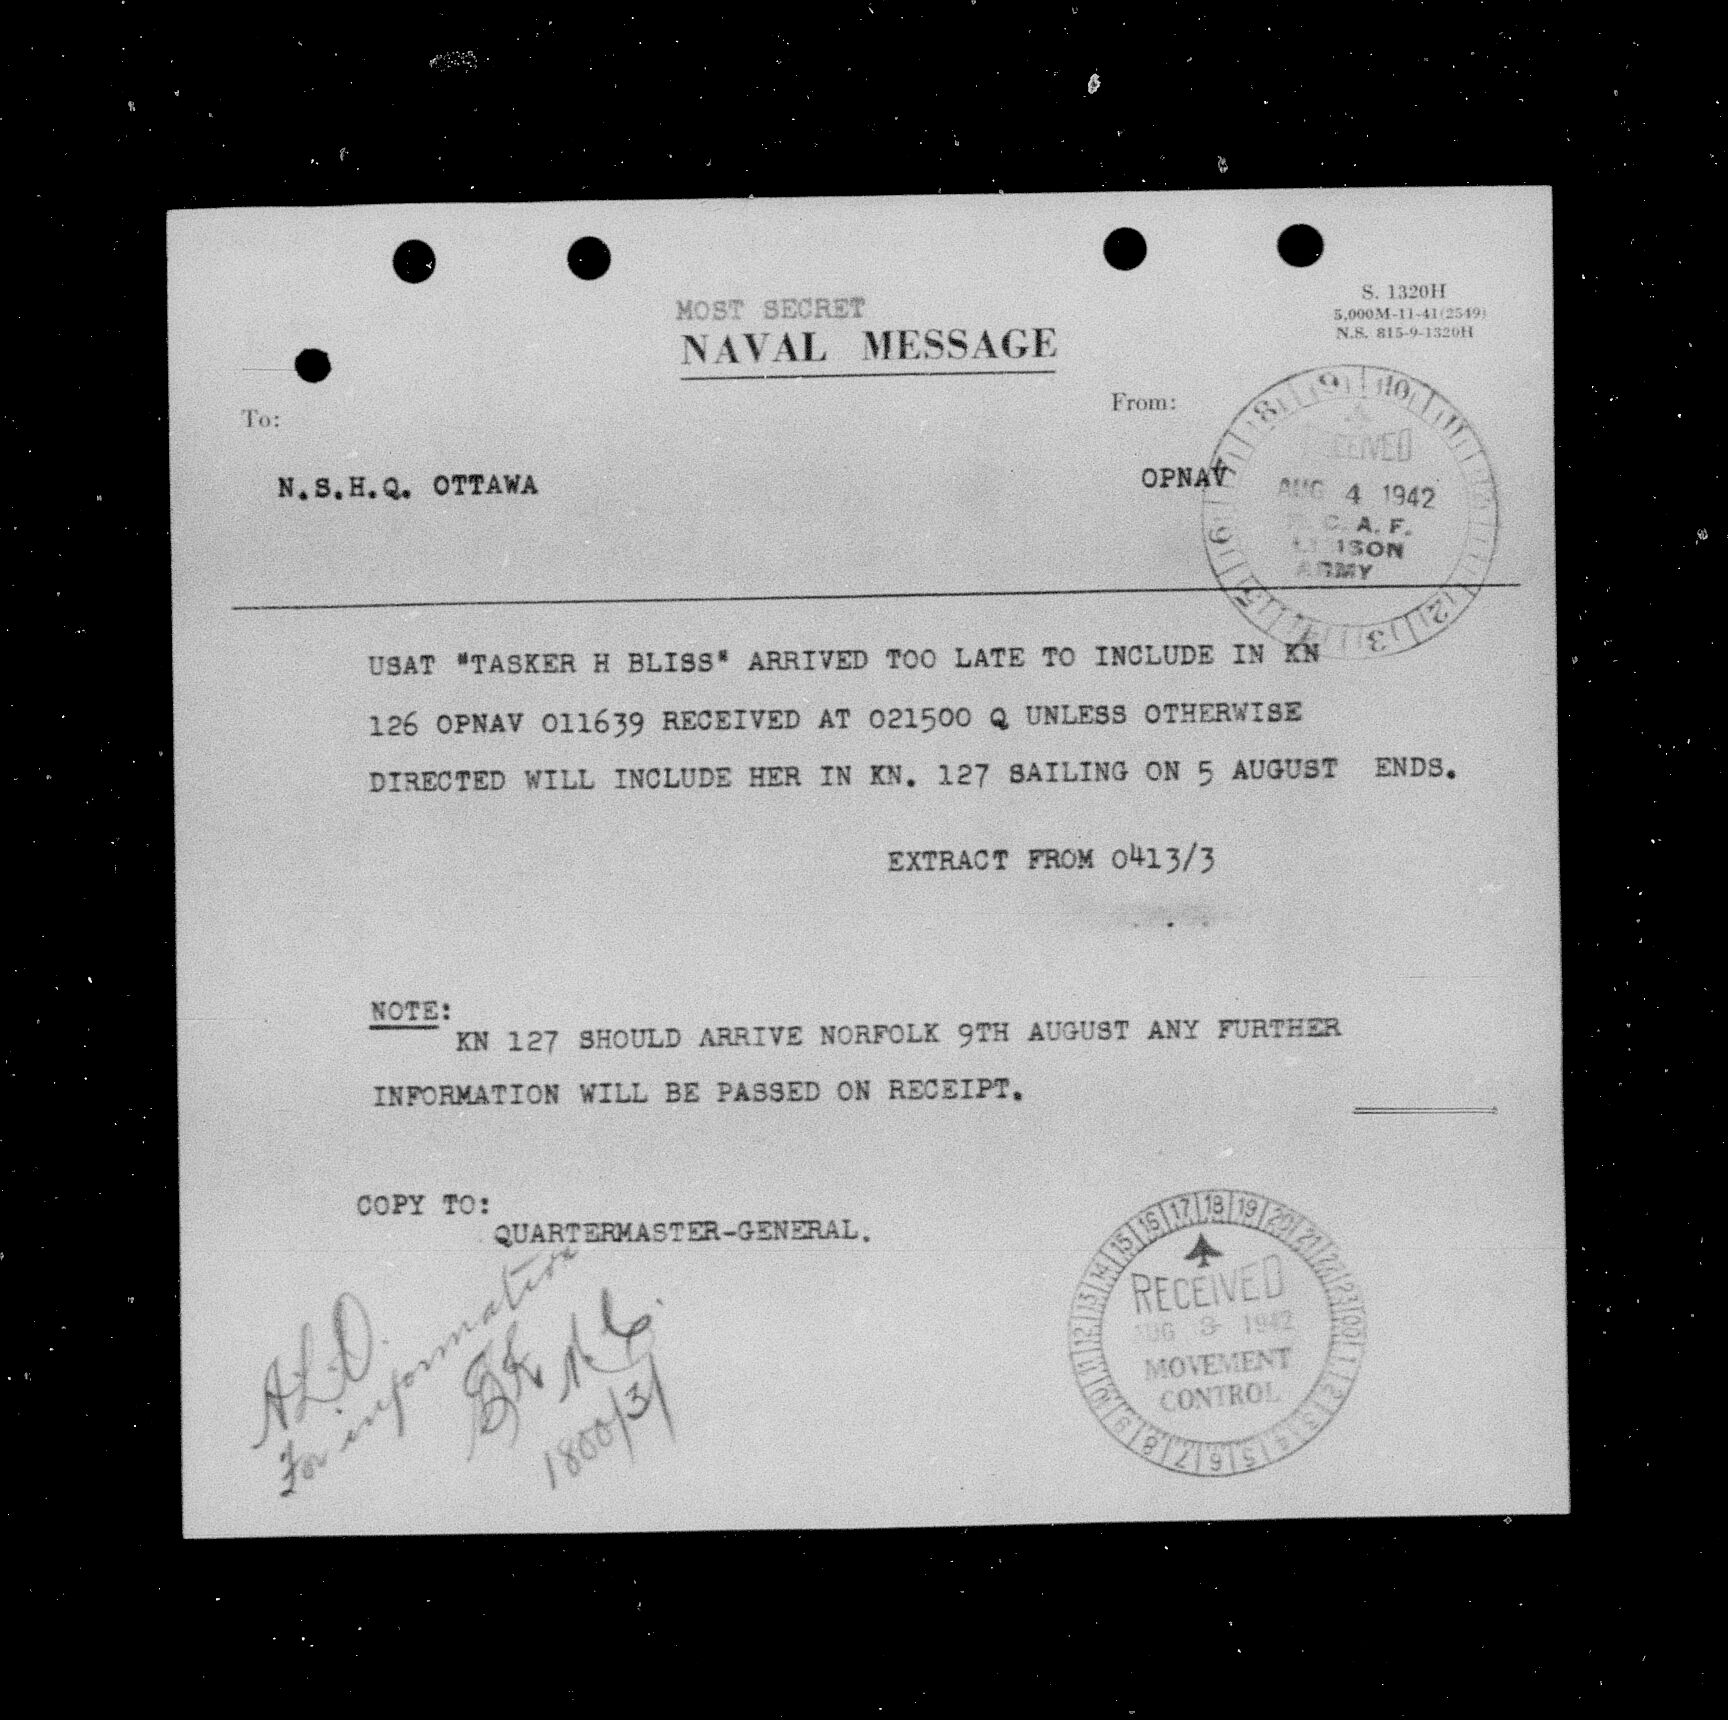 MOST SECRET
NAVAL MESSAGE
S. 1320H
5,000M-11-41(2549)
N.S. 815-9-1320H
To:
From:
N.S.H.Q. OTTAWA
OPNAV
RECEIVED
AUG 4 1942
R. C. A. F.
LIAISON
ARMY
USAT "TASKER H BLISS" ARRIVED TOO LATE TO INCLUDE IN KN
126 OPNAV 011639 RECEIVED AT 021500 Q UNLESS OTHERWISE
DIRECTED WILL INCLUDE HER IN KN. 127 SAILING ON 5 AUGUST ENDS.
EXTRACT FROM 0413/3
NOTE:
KN 127 SHOULD ARRIVE NORFOLK 9TH AUGUST ANY FURTHER
INFORMATION WILL BE PASSED ON RECEIPT.
COPY TO:
QUARTERMASTER-GENERAL.
A.L.O.
For information
1800/3/
RECEIVED
AUG 3 1942
MOVEMENT
CONTROL